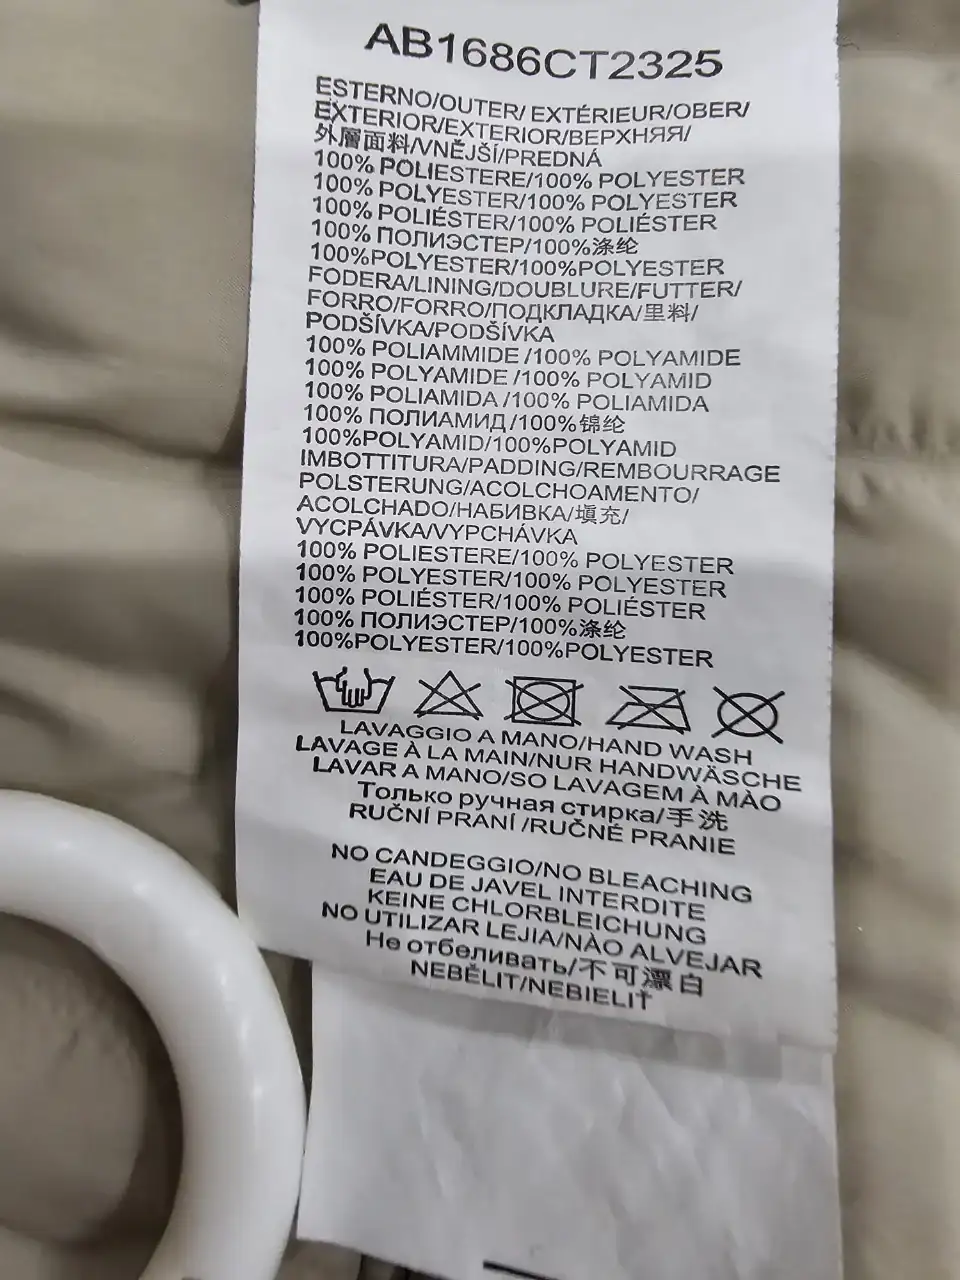 AB1686CT2325
ESTERNO/OUTER/ EXTÉRIEUR/OBER/
EXTERIOR/EXTERIOR/ВЕРХНЯЯ/
外層面料/VNĚJŠÍ/PREDNÁ
100% POLIESTERE/100% POLYESTER
100% POLYESTER/100% POLYESTER
100% POLIÉSTER/100% POLIÉSTER
100% ПОЛИЭСТЕР/100%涤纶
100%POLYESTER/100%POLYESTER
FODERA/LINING/DOUBLURE/FUTTER/
FORRO/FORRO/ПОДКЛАДКА/里料/
PODŠÍVKA/PODŠÍVKA
100% POLIAMMIDE /100% POLYAMIDE
100% POLYAMIDE /100% POLYAMID
100% POLIAMIDA /100% POLIAMIDA
100% ПОЛИАМИД/100%锦纶
100%POLYAMID/100%POLYAMID
IMBOTTITURA/PADDING/REMBOURRAGE
POLSTERUNG/ACOLCHOAMENTO/
ACOLCHADO/НАБИВКА/填充/
VYCPÁVKA/VYPCHÁVKA
100% POLIESTERE/100% POLYESTER
100% POLYESTER/100% POLYESTER
100% POLIÉSTER/100% POLIÉSTER
100% ПОЛИЭСТЕР/100%涤纶
100%POLYESTER/100%POLYESTER
LAVAGGIO A MANO/HAND WASH
LAVAGE À LA MAIN/NUR HANDWÄSCHE
LAVAR A MANO/SO LAVAGEM À MÀO
Только ручная стирка/手洗
RUČNÍ PRANÍ /RUČNÉ PRANIE
NO CANDEGGIO/NO BLEACHING
EAU DE JAVEL INTERDITE
KEINE CHLORBLEICHUNG
NO UTILIZAR LEJIA/NÀO ALVEJAR
Не отбеливать/不可漂白
NEBĚLIT/NEBIELIŤ